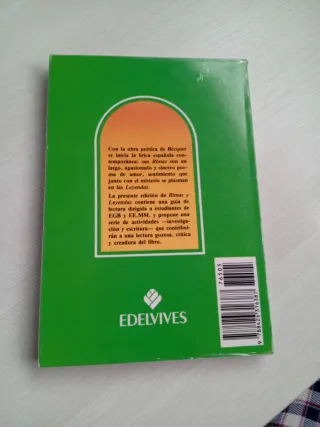 Con la obra poética de Bécquer
se inicia la lírica española con-
temporánea: sus Rimas son un
largo, apasionado y sincero poe-
ma de amor, sentimiento que
junto con el misterio se plasman
en las Leyendas.
La presente edición de Rimas y
Leyendas contiene una guía de
lectura dirigida a estudiantes de
EGB y EE.MM. y propone una
serie de actividades —investiga-
ción y escritura— que contribui-
rán a una lectura gozosa, crítica
y creadora del libro.
EDELVIVES
76505